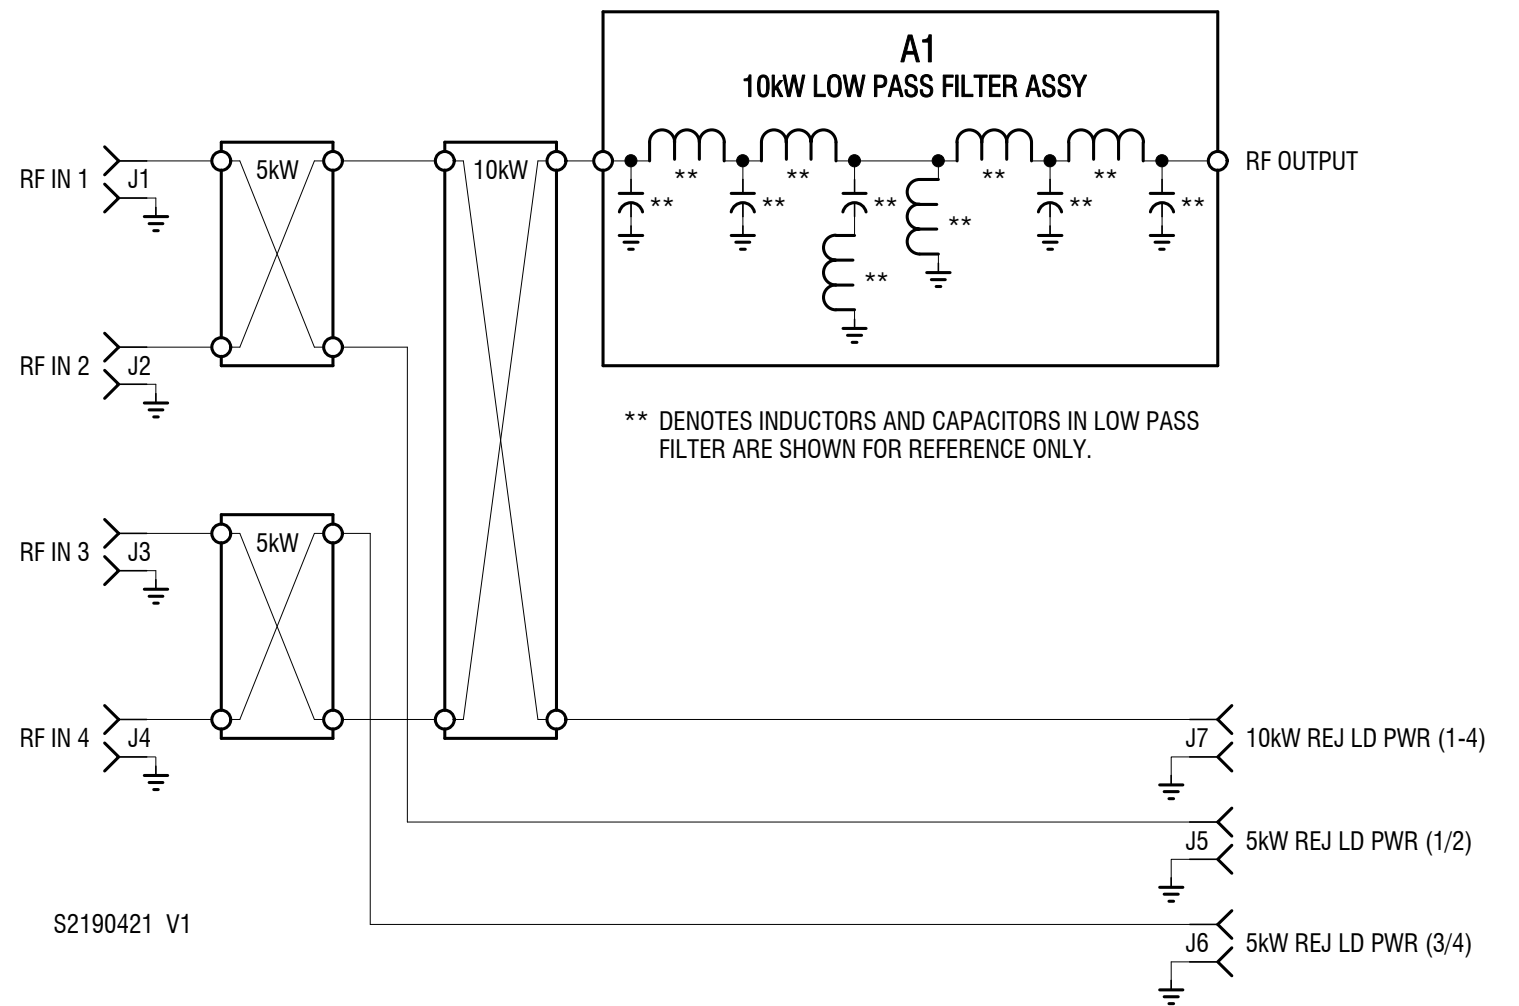 A1
10kW LOW PASS FILTER ASSY
RF IN 1
J1
5kW
10kW
RF OUTPUT
**
**
**
**
**
**
**
**
**
**
**
RF IN 2
J2
** DENOTES INDUCTORS AND CAPACITORS IN LOW PASS
FILTER ARE SHOWN FOR REFERENCE ONLY.
RF IN 3
J3
5kW
RF IN 4
J4
J7
10kW REJ LD PWR (1-4)
J5
5kW REJ LD PWR (1/2)
J6
5kW REJ LD PWR (3/4)
S2190421 V1